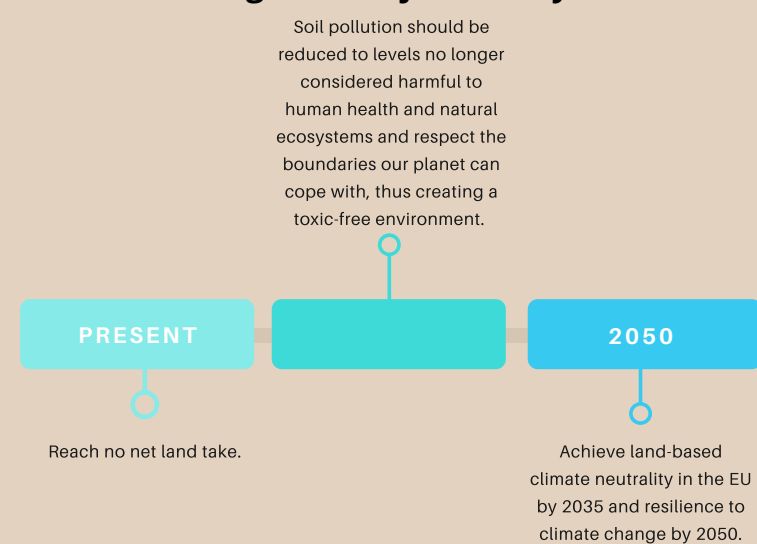 Soil pollution should be
reduced to levels no longer
considered harmful to
human health and natural
ecosystems and respect the
boundaries our planet can
cope with, thus creating a
toxic-free environment.
PRESENT
2050
Reach no net land take.
Achieve land-based
climate neutrality in the EU
by 2035 and resilience to
climate change by 2050.